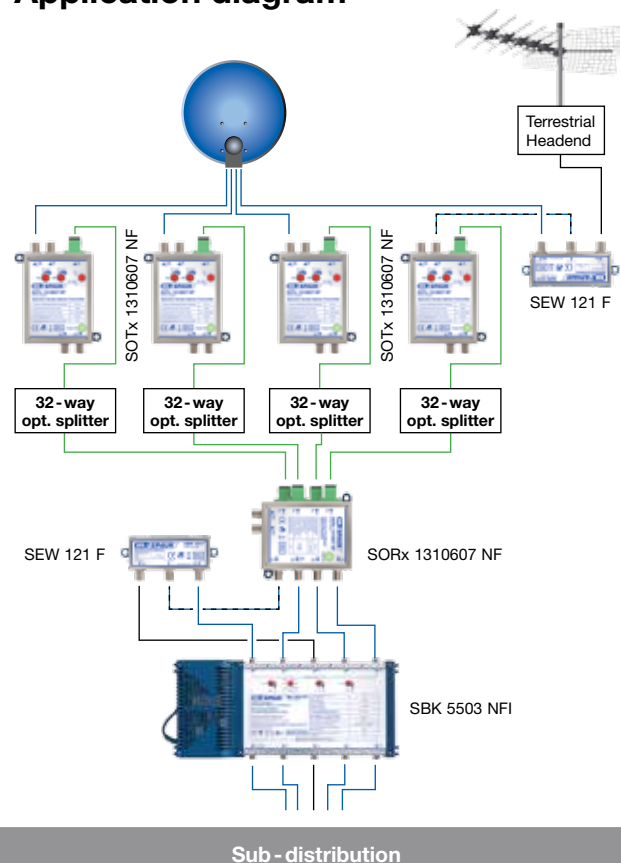 Application diagram
Terrestrial
Headend
SOTx 1310607 NF
SOTx 1310607 NF
SEW 121 F
32-way
opt. splitter
32-way
opt. splitter
32-way
opt. splitter
32-way
opt. splitter
SEW 121 F
SORx 1310607 NF
SBK 5503 NFI
Sub-distribution